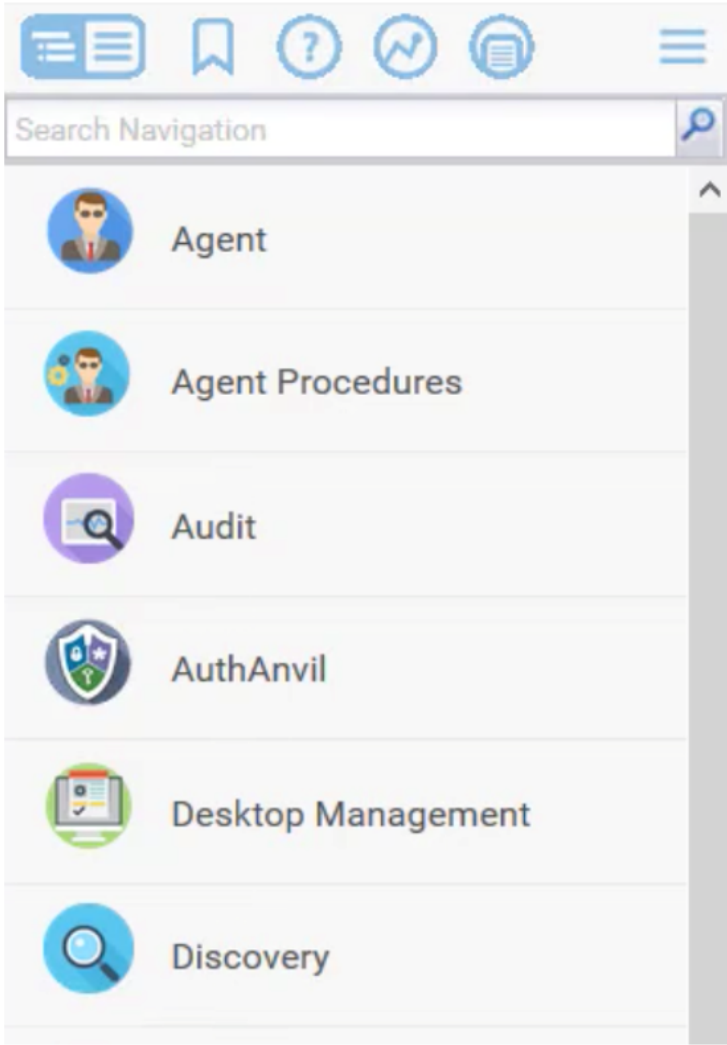 ?
Search Navigation
Agent
Agent Procedures
Audit
AuthAnvil
Desktop Management
Discovery